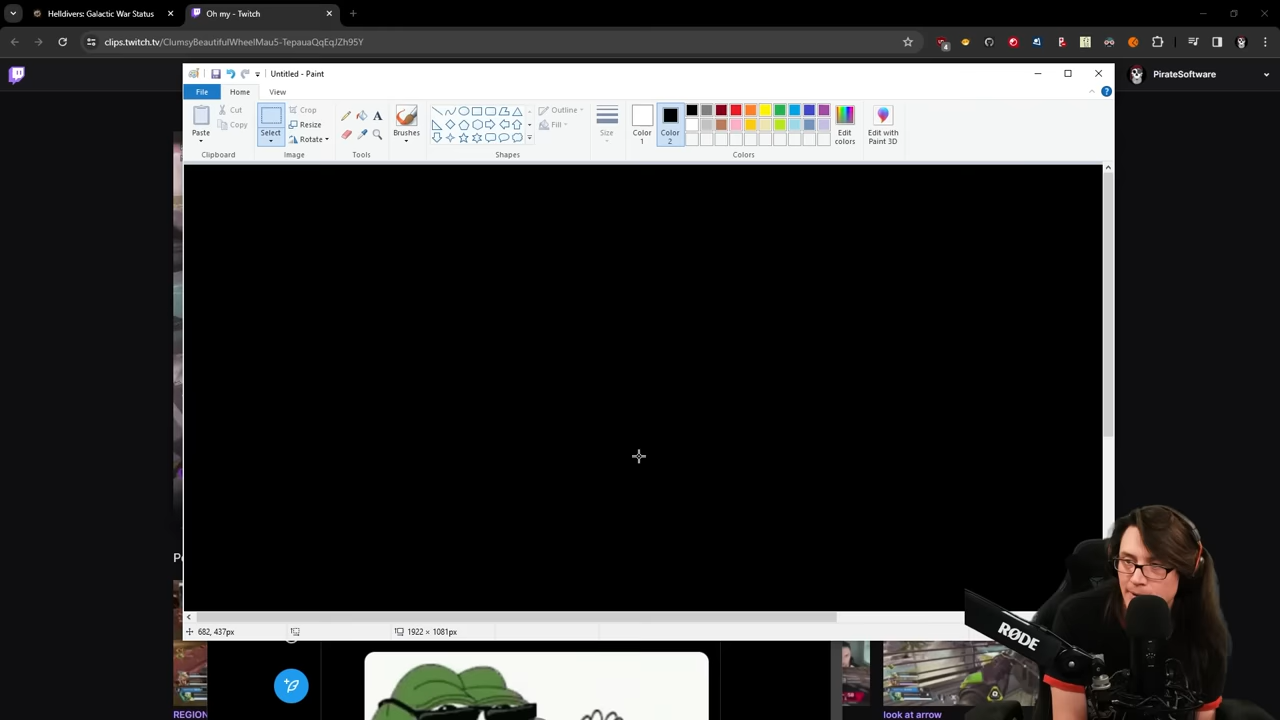 Helldivers: Galactic War Status
Oh my - Twitch
clips.twitch.tv/ClumsyBeautifulWheelMau5-TepauaQqEqJZh95Y
4
PirateSoftware
Untitled - Paint
File
Home
View
Paste
Cut
Copy
Clipboard
Select
Crop
Resize
Rotate
Image
A
Tools
Brushes
Shapes
Outline
Fill
Size
Color
1
Color
2
Colors
Edit
colors
Edit with
Paint 3D
682, 437px
1922 × 1081px
RØDE
REGION
look at arrow